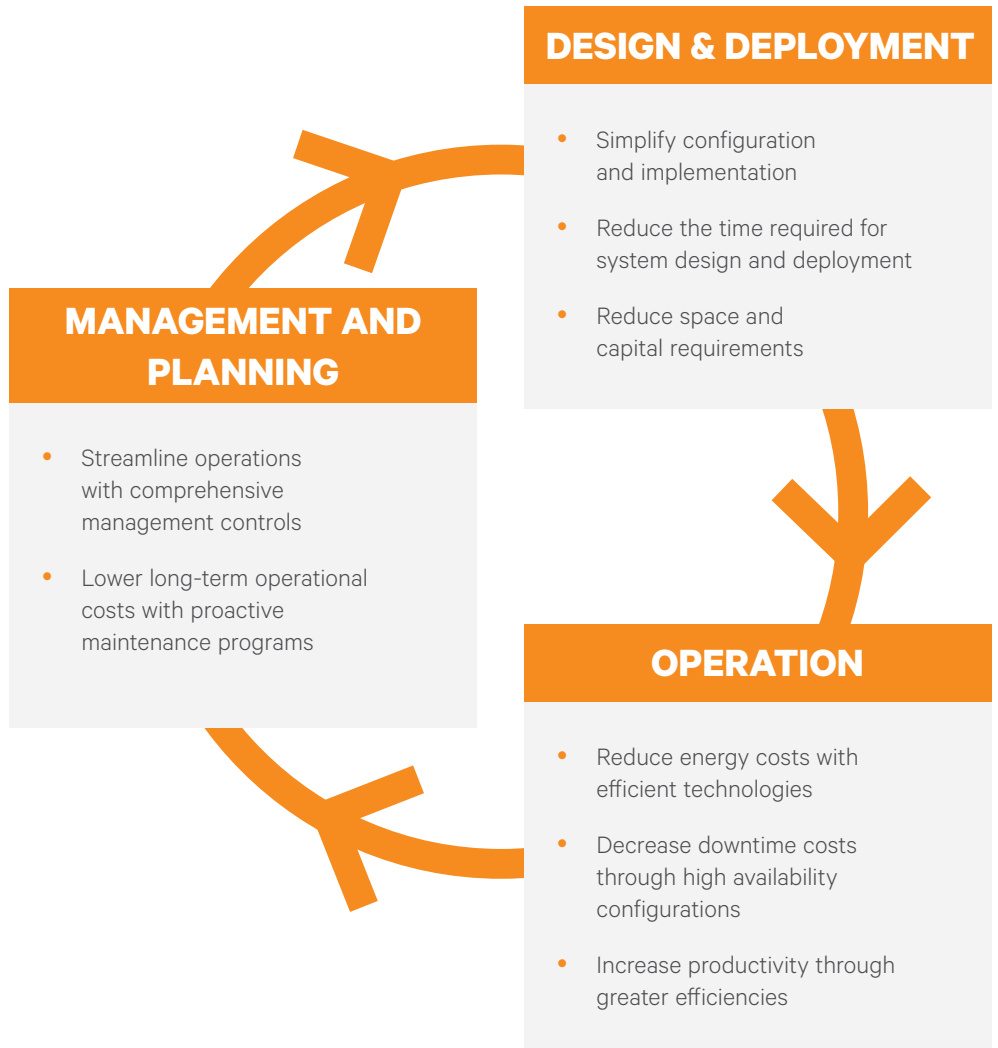 DESIGN & DEPLOYMENT
• Simplify configuration
and implementation
• Reduce the time required for
system design and deployment
• Reduce space and
capital requirements
MANAGEMENT AND
PLANNING
• Streamline operations
with comprehensive
management controls
• Lower long-term operational
costs with proactive
maintenance programs
OPERATION
• Reduce energy costs with
efficient technologies
• Decrease downtime costs
through high availability
configurations
• Increase productivity through
greater efficiencies